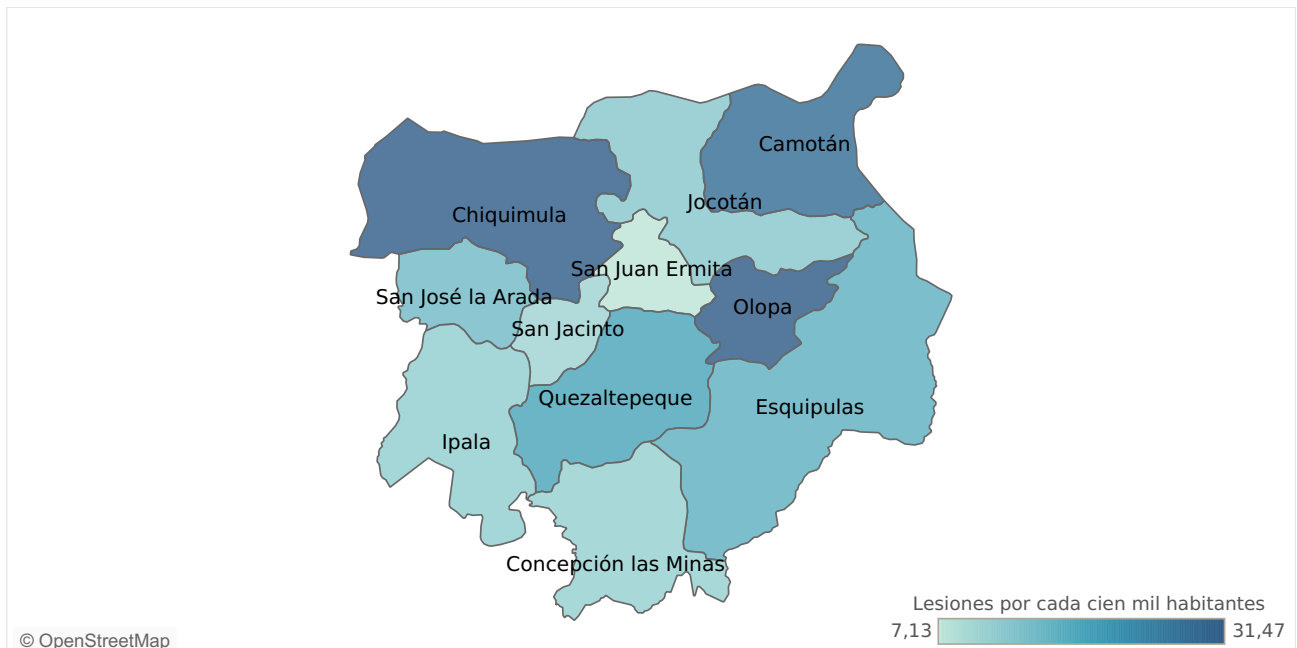 Camotán
Jocotán
Chiquimula
San Juan Ermita
San José la Arada
Olopa
San Jacinto
Quezaltepeque
Esquipulas
Ipala
Concepción las Minas
Lesiones por cada cien mil habitantes
7,13
31,47
© OpenStreetMap